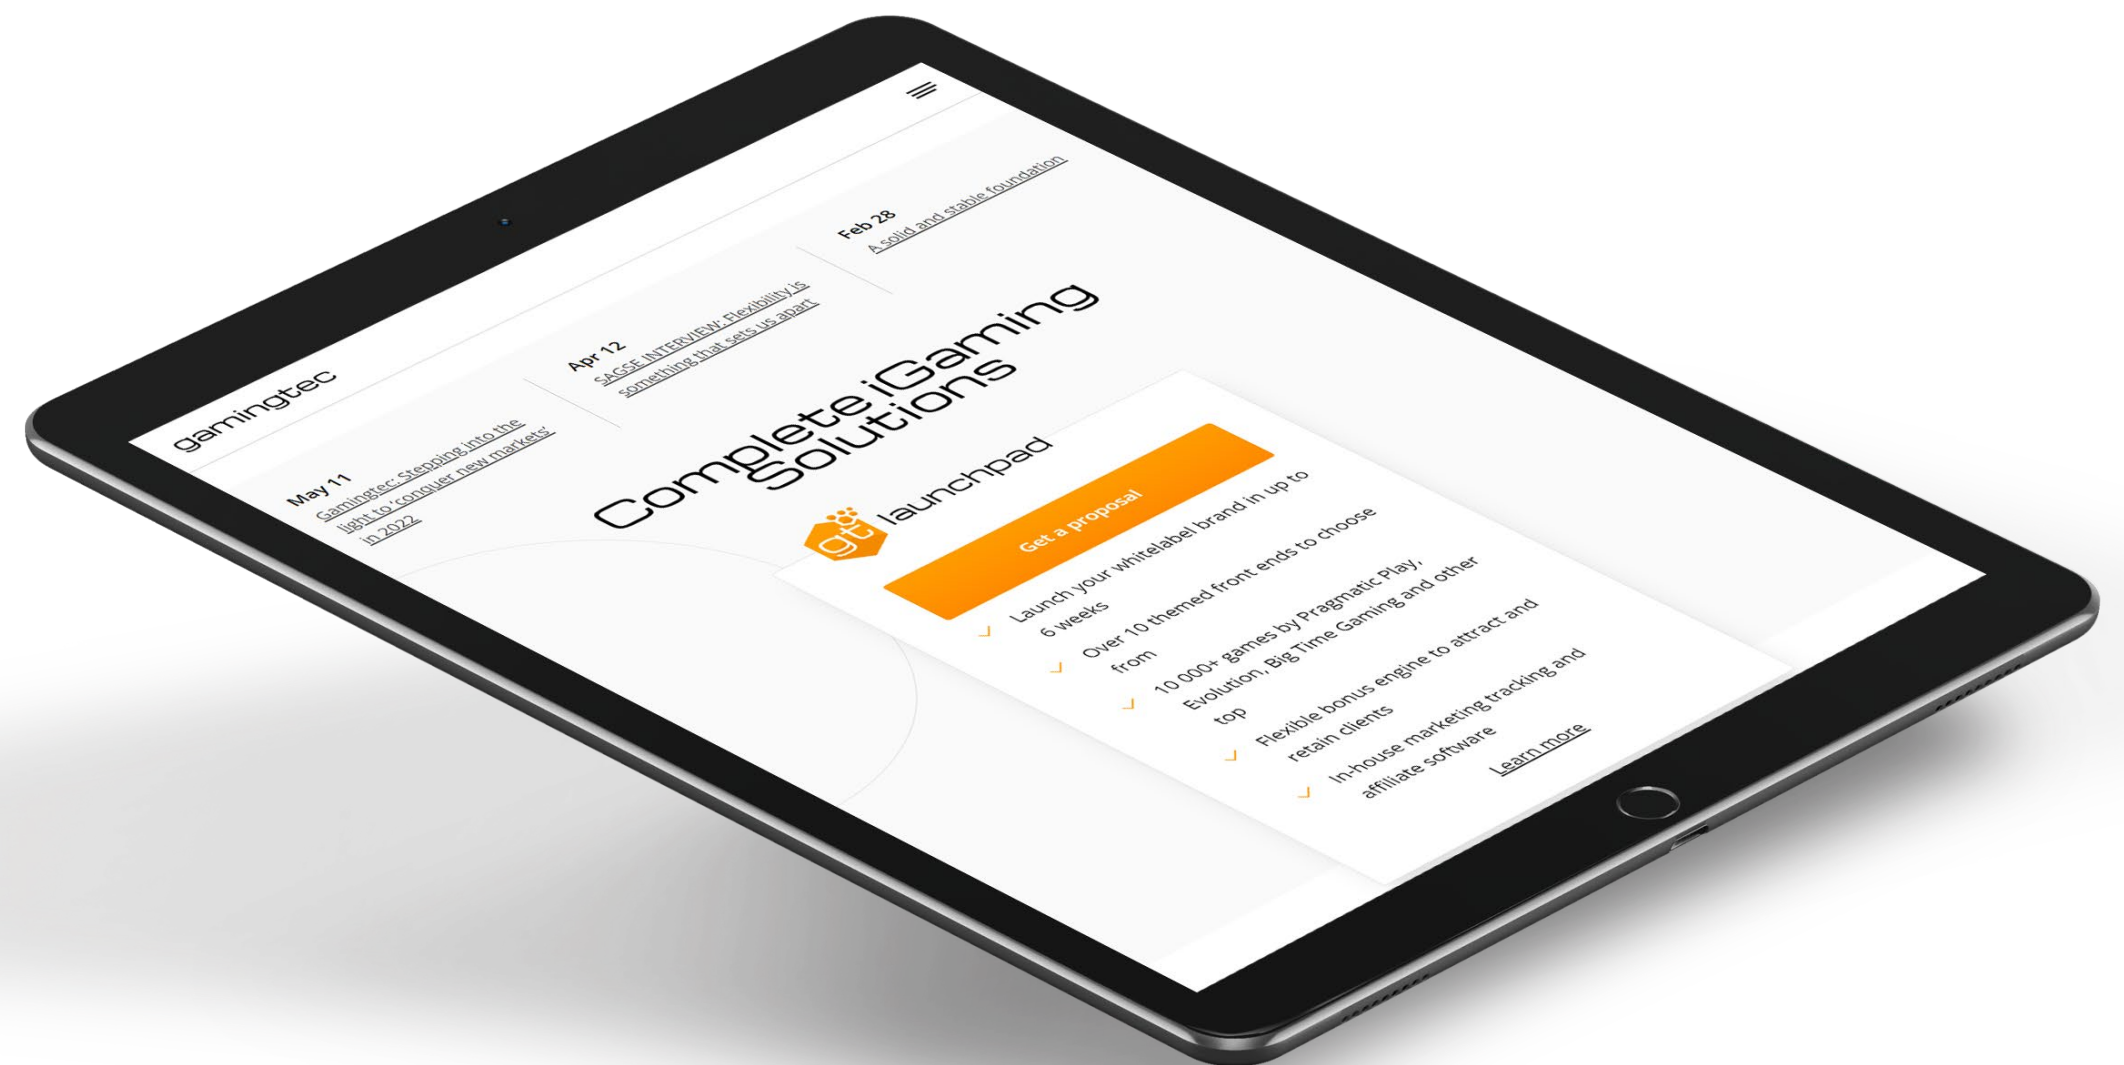 gamingtec
May 11
Gamingtec: Stepping into the
light to 'conquer new markets'
in 2022
Apr 12
SAGSE INTERVIEW: Flexibility is
something that sets us apart
Feb 28
A solid and stable foundation
Complete iGaming
Solutions
gt launchpad
Get a proposal
Launch your whitelabel brand in up to
6 weeks
Over 10 themed front ends to choose
from
10 000+ games by Pragmatic Play,
Evolution, Big Time Gaming and other
top
Flexible bonus engine to attract and
retain clients
In-house marketing tracking and
affiliate software
Learn more